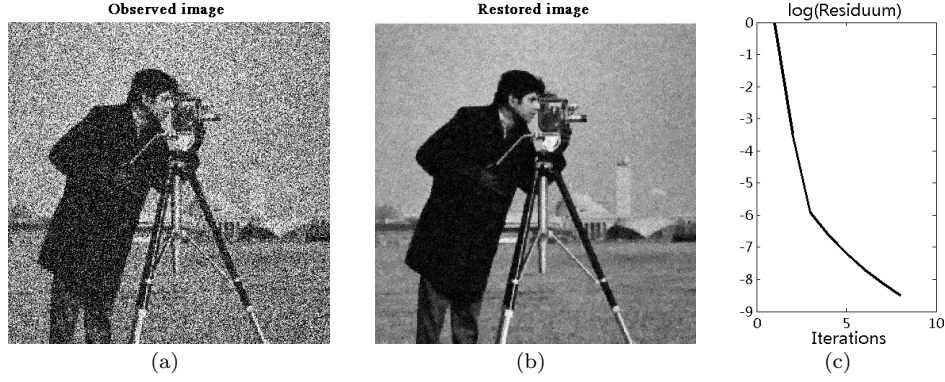 Observed image
Restored image
log(Residuum)
0
-1
-2
-3
-4
-5
-6
-7
-8
-9
0
5
10
Iterations
(a)
(b)
(c)